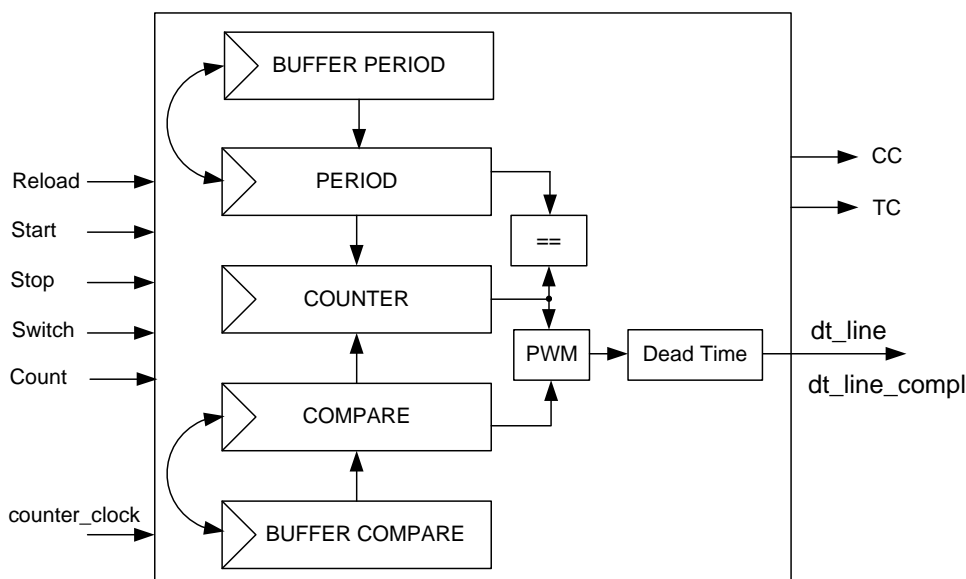 BUFFER PERIOD
PERIOD
CC
Reload
TC
Start
==
Stop
COUNTER
Switch
dt_line
PWM
Dead Time
Count
dt_line_compl
COMPARE
counter_clock
BUFFER COMPARE